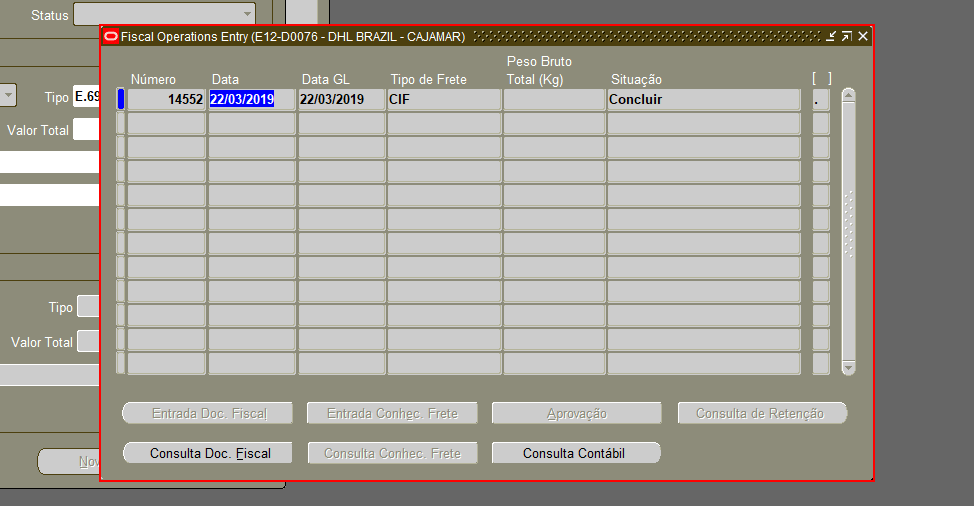 Status
Fiscal Operations Entry (E12-D0076 - DHL BRAZIL - CAJAMAR)
Peso Bruto
Número Data Data GL Tipo de Frete Total (Kg) Situação [ ]
Tipo E.69
14552 22/03/2019 22/03/2019 CIF Concluir .
Valor Total
Tipo
Valor Total
Entrada Doc. Fiscal Entrada Conhec. Frete Aprovação Consulta de Retenção
Consulta Doc. Fiscal Consulta Conhec. Frete Consulta Contábil